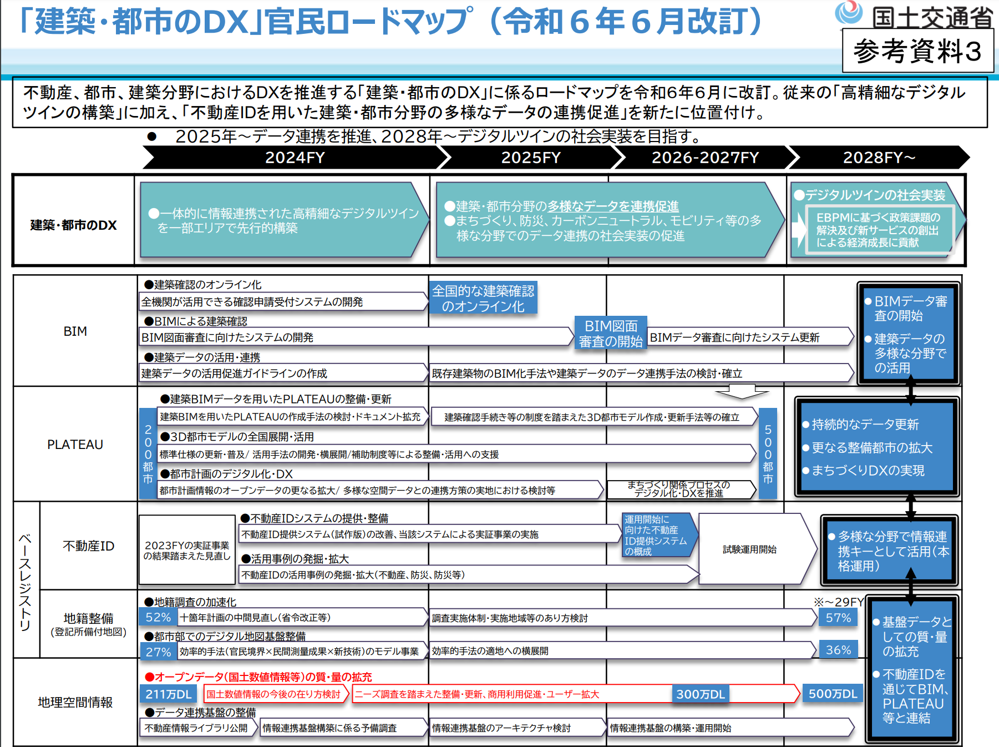 「建築・都市のDX」官民ロードマップ（令和６年６月改訂）
国土交通省
参考資料3
不動産、都市、建築分野におけるDXを推進する「建築・都市のDX」に係るロードマップを令和6年6月に改訂。従来の「高精細なデジタル
ツインの構築」に加え、「不動産IDを用いた建築・都市分野の多様なデータの連携促進」を新たに位置付け。
● 2025年～データ連携を推進、2028年～デジタルツインの社会実装を目指す。
2024FY
2025FY
2026-2027FY
2028FY～
建築・都市のDX
●一体的に情報連携された高精細なデジタルツイン
を一部エリアで先行的構築
●建築・都市分野の多様なデータを連携促進
●まちづくり、防災、カーボンニュートラル、モビリティ等の多
様な分野でのデータ連携の社会実装の促進
●デジタルツインの社会実装
EBPMに基づく政策課題の
解決及び新サービスの創出
による経済成長に貢献
BIM
●建築確認のオンライン化
全機関が活用できる確認申請受付システムの開発
全国的な建築確認
のオンライン化
●BIMによる建築確認
BIM図面審査に向けたシステムの開発
BIM図面
審査の開始
BIMデータ審査に向けたシステム更新
●建築データの活用・連携
建築データの活用促進ガイドラインの作成
既存建築物のBIM化手法や建築データのデータ連携手法の検討・確立
●BIMデータ審
査の開始
●建築データの
多様な分野で
の活用
PLATEAU
200都市
●建築BIMデータを用いたPLATEAUの整備・更新
建築BIMを用いたPLATEAUの作成手法の検討・ドキュメント拡充
建築確認手続き等の制度を踏まえた3D都市モデル作成・更新手法等の確立
●3D都市モデルの全国展開・活用
標準仕様の更新・普及/ 活用手法の開発・横展開/補助制度等による整備・活用への支援
●都市計画のデジタル化・DX
都市計画情報のオープンデータの更なる拡大/ 多様な空間データとの連携方策の実地における検討等
まちづくり関係プロセスの
デジタル化・DXを推進
500都市
●持続的なデータ更新
●更なる整備都市の拡大
●まちづくりDXの実現
ベースレジストリ
不動産ID
2023FYの実証事業
の結果踏まえた見直し
●不動産IDシステムの提供・整備
不動産ID提供システム（試作版）の改善、当該システムによる実証事業の実施
●活用事例の発掘・拡大
不動産IDの活用事例の発掘・拡大（不動産、防災、防災等）
運用開始に
向けた不動産
ID提供システム
の概成
試験運用開始
●多様な分野で情報連
携キーとして活用（本
格運用）
地籍整備
（登記所備付地図）
●地籍調査の加速化
52%
十箇年計画の中間見直し（省令改正等）
調査実施体制・実施地域等のあり方検討
※～29FY
57%
●都市部でのデジタル地図基盤整備
27%
効率的手法（官民境界×民間測量成果×新技術）のモデル事業
効率的手法の適地への横展開
36%
地理空間情報
●オープンデータ（国土数値情報等）の質・量の拡充
211万DL
国土数値情報の今後の在り方検討
ニーズ調査を踏まえた整備・更新、商用利用促進・ユーザー拡大
300万DL
500万DL
●データ連携基盤の整備
不動産情報ライブラリ公開
情報連携基盤構築に係る予備調査
情報連携基盤のアーキテクチャ検討
情報連携基盤の構築・運用開始
●基盤データと
しての質・量
の拡充
●不動産IDを
通じてBIM、
PLATEAU
等と連結